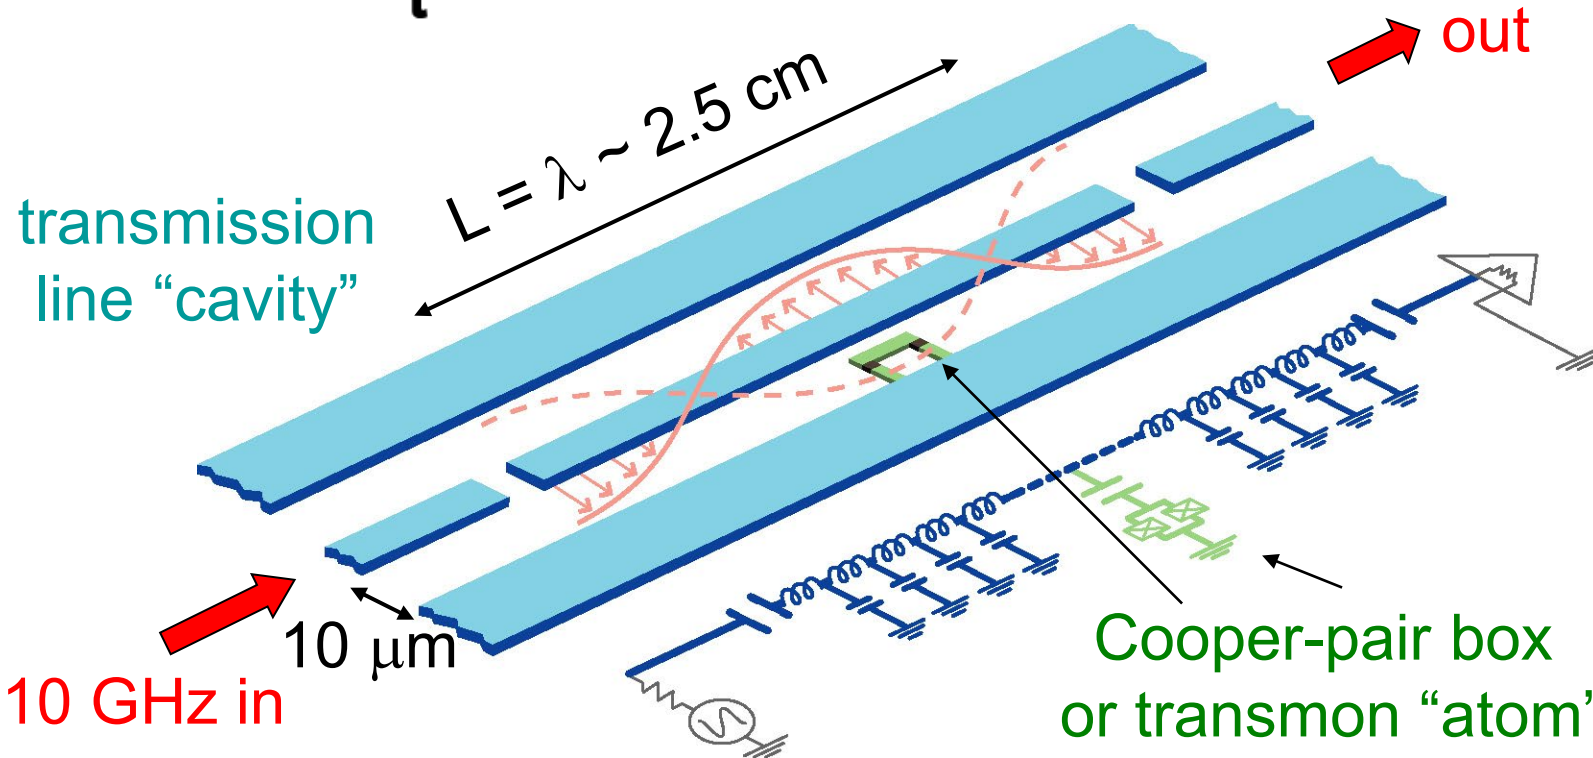 t
out
L = λ ~ 2.5 cm
transmission
line “cavity”
10 μm
10 GHz in
Cooper-pair box
or transmon “atom”